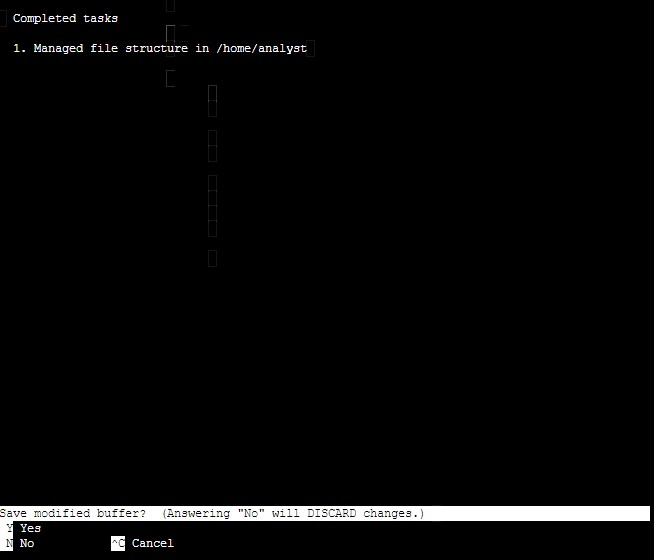 Completed tasks
1. Managed file structure in /home/analyst
Save modified buffer?  (Answering "No" will DISCARD changes.)
Y Yes
N No ^C Cancel